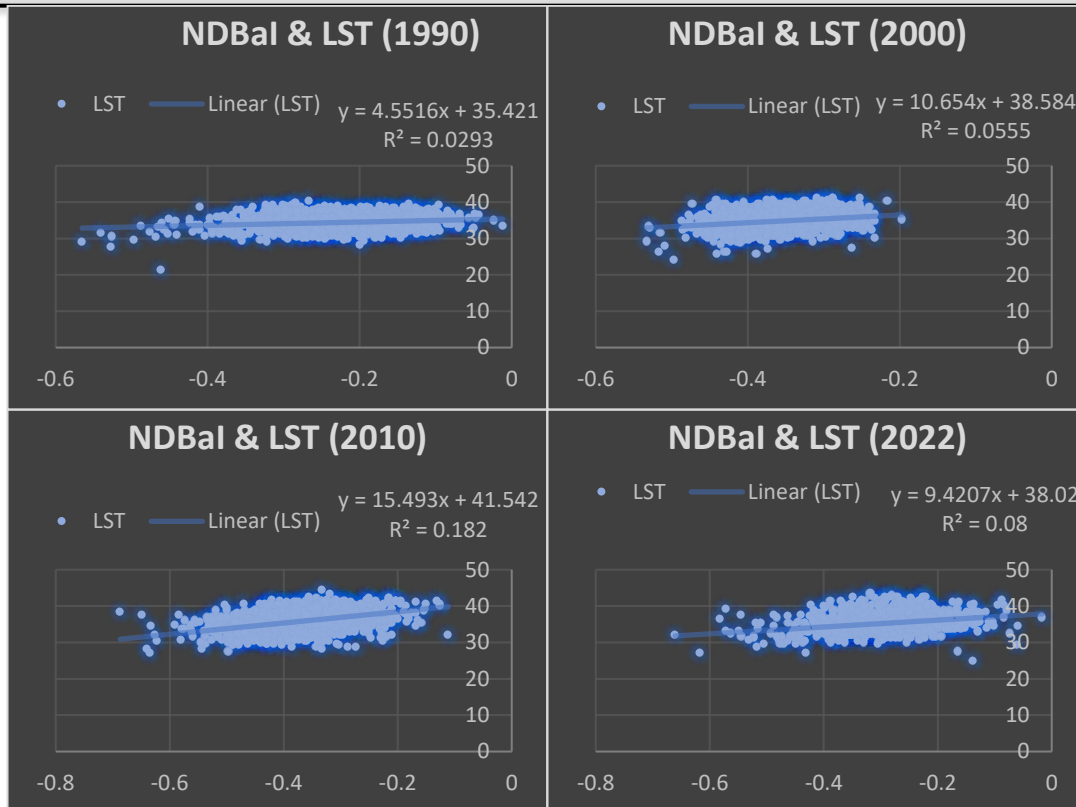 NDBaI & LST (1990)
LST Linear (LST) y = 4.5516x + 35.421
R² = 0.0293
50
40
30
20
10
0
-0.6 -0.4 -0.2 0
NDBaI & LST (2000)
LST Linear (LST) y = 10.654x + 38.584
R² = 0.0555
50
40
30
20
10
0
-0.6 -0.4 -0.2 0
NDBaI & LST (2010)
y = 15.493x + 41.542
LST Linear (LST) R² = 0.182
50
40
30
20
10
0
-0.8 -0.6 -0.4 -0.2 0
NDBaI & LST (2022)
LST Linear (LST) y = 9.4207x + 38.02
R² = 0.08
50
40
30
20
10
0
-0.8 -0.6 -0.4 -0.2 0